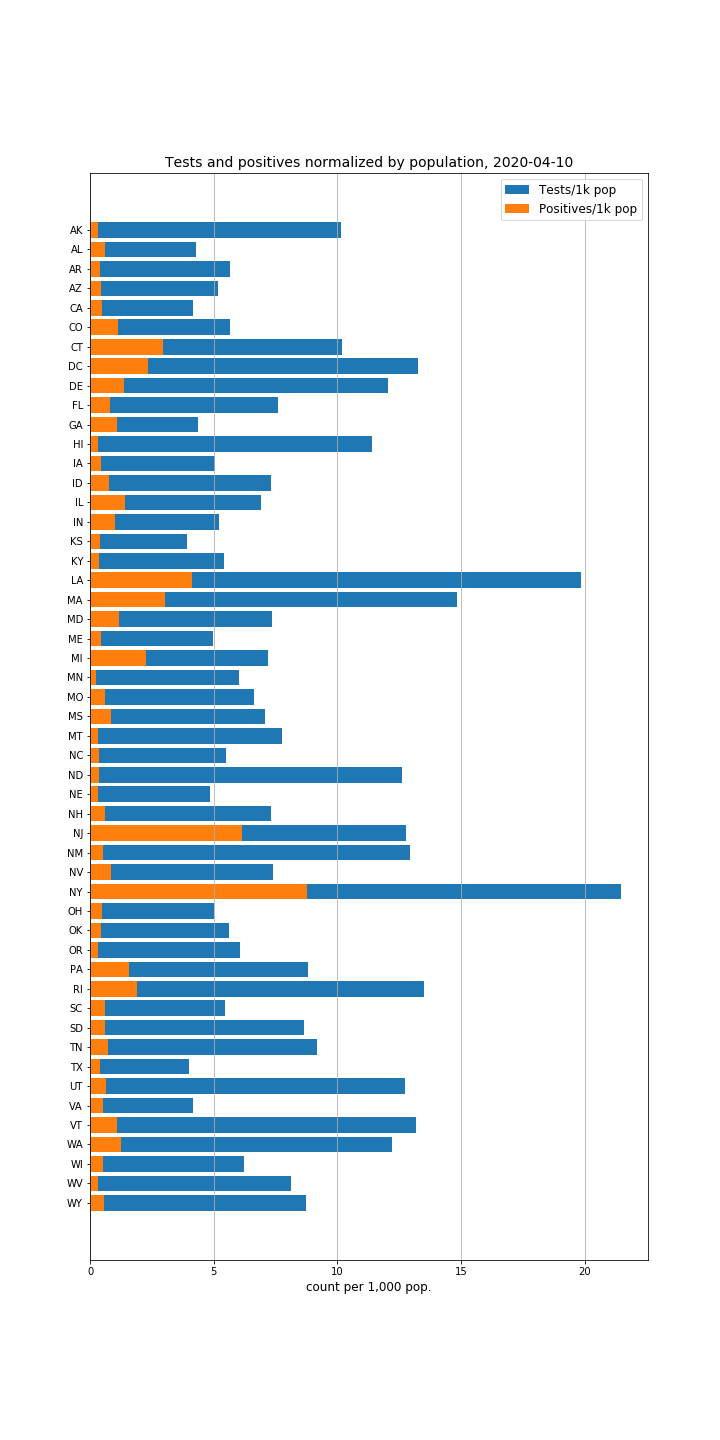 Tests and positives normalized by population, 2020-04-10
Tests/1k pop
Positives/1k pop
AK
AL
AR
AZ
CA
CO
CT
DC
DE
FL
GA
HI
IA
ID
IL
IN
KS
KY
LA
MA
MD
ME
MI
MN
MO
MS
MT
NC
ND
NE
NH
NJ
NM
NV
NY
OH
OK
OR
PA
RI
SC
SD
TN
TX
UT
VA
VT
WA
WI
WV
WY
0 5 10 15 20
count per 1,000 pop.